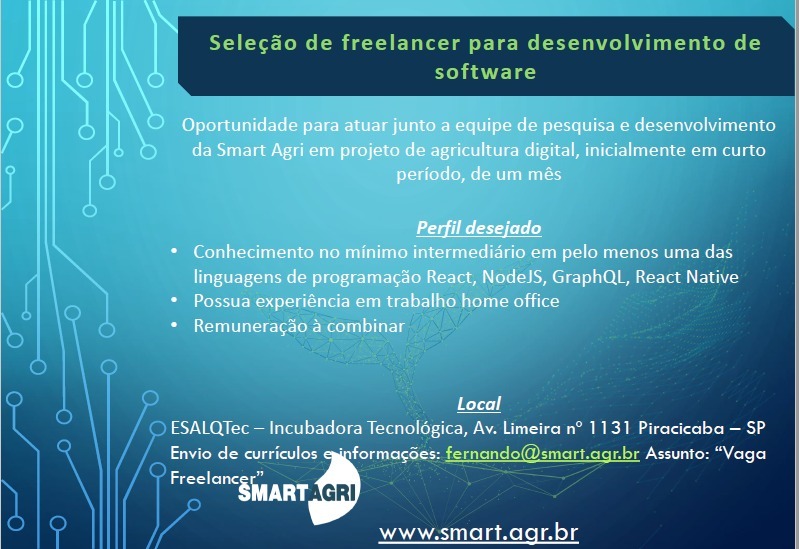 Seleção de freelancer para desenvolvimento de
software
Oportunidade para atuar junto a equipe de pesquisa e desenvolvimento
da Smart Agri em projeto de agricultura digital, inicialmente em curto
período, de um mês
Perfil desejado
• Conhecimento no mínimo intermediário em pelo menos uma das
linguagens de programação React, NodeJS, GraphQL, React Native
• Possua experiência em trabalho home office
• Remuneração à combinar
Local
ESALQTec – Incubadora Tecnológica, Av. Limeira nº 1131 Piracicaba – SP
Envio de currículos e informações: fernando@smart.agr.br Assunto: “Vaga
Freelancer”
SMARTAGRI
www.smart.agr.br